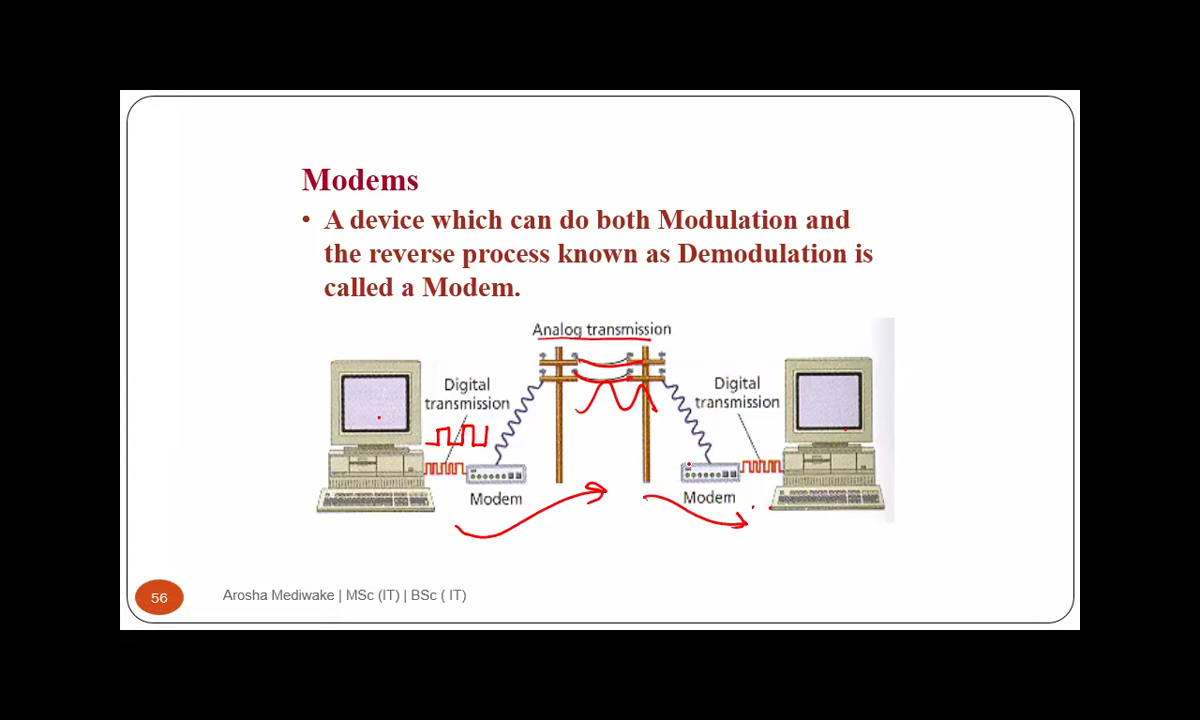 Modems
• A device which can do both Modulation and
the reverse process known as Demodulation is
called a Modem.
Analog transmission
Digital
transmission
Digital
transmission
Modem
Modem
56
Arosha Mediwake | MSc (IT) | BSc ( IT)